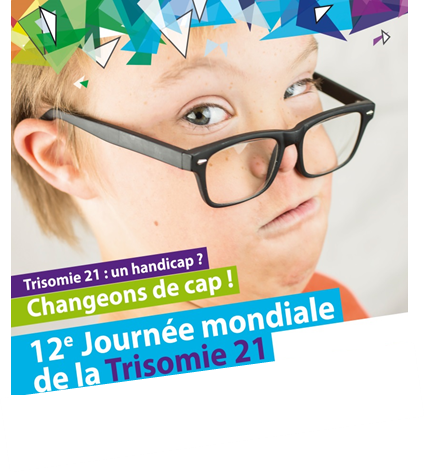 Trisomie 21 : un handicap ?
Changeons de cap !
12e Journée mondiale
de la Trisomie 21